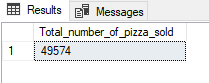 Results Messages
Total_number_of_pizza_sold
1 49574